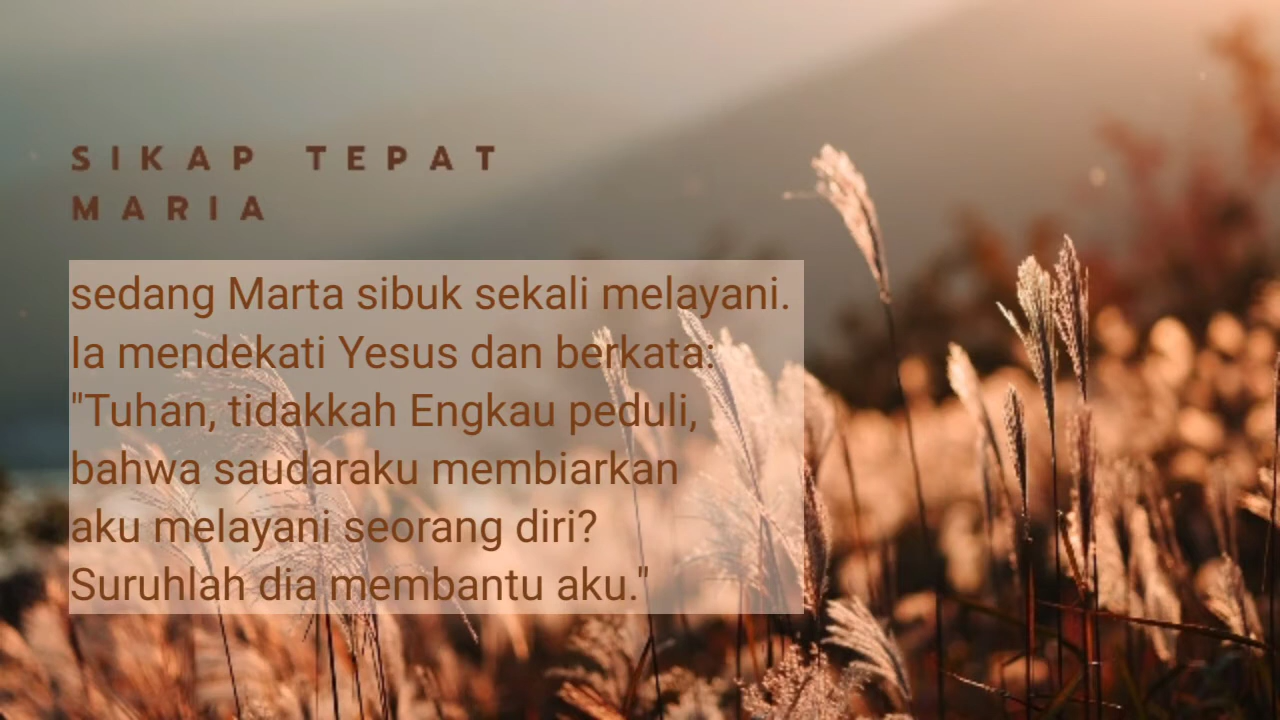 SIKAP TEPAT
MARIA
sedang Marta sibuk sekali melayani.
Ia mendekati Yesus dan berkata:
"Tuhan, tidakkah Engkau peduli,
bahwa saudaraku membiarkan
aku melayani seorang diri?
Suruhlah dia membantu aku."